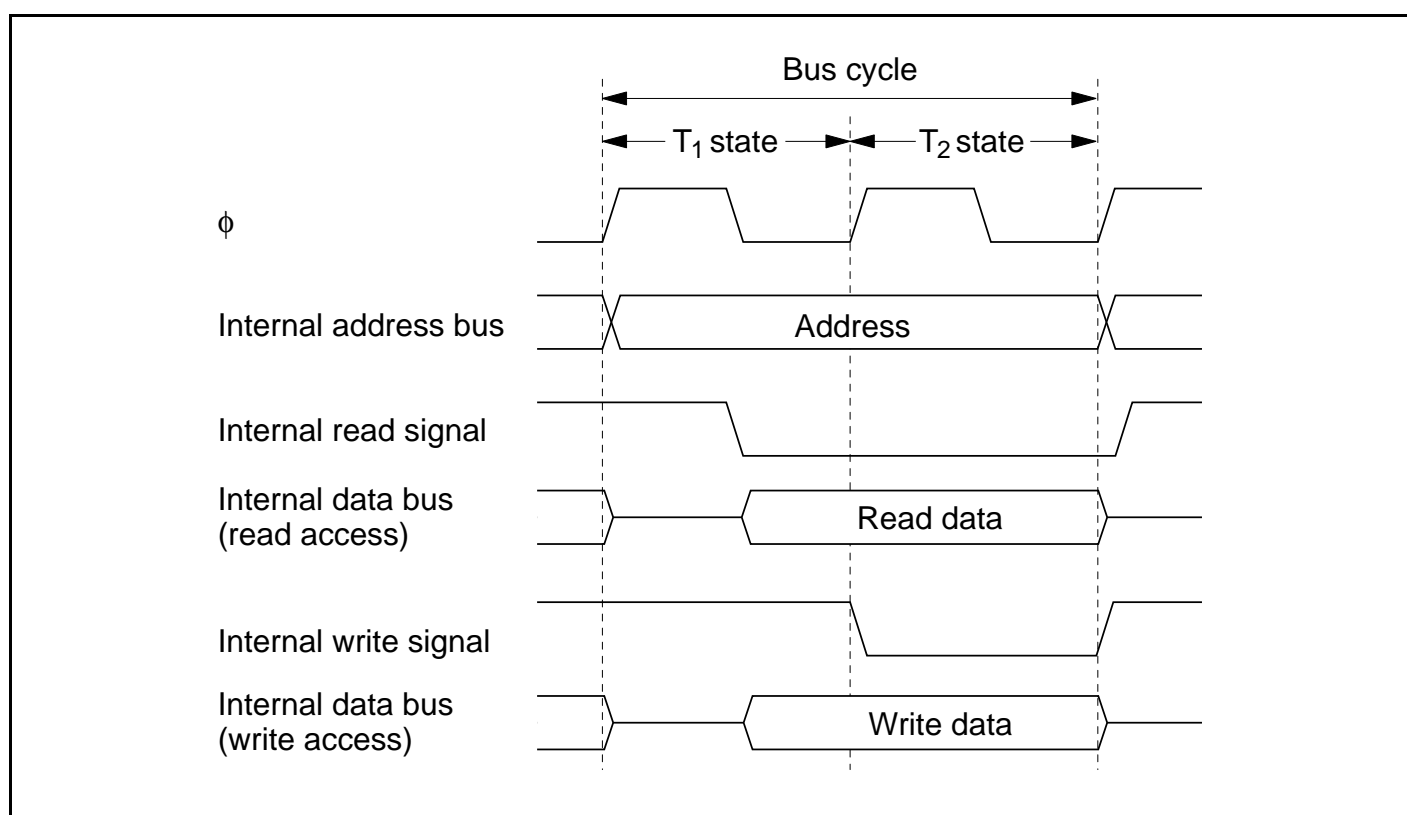 Bus cycle
T1 state
T2 state
ϕ
Internal address bus
Address
Internal read signal
Internal data bus
(read access)
Read data
Internal write signal
Internal data bus
(write access)
Write data